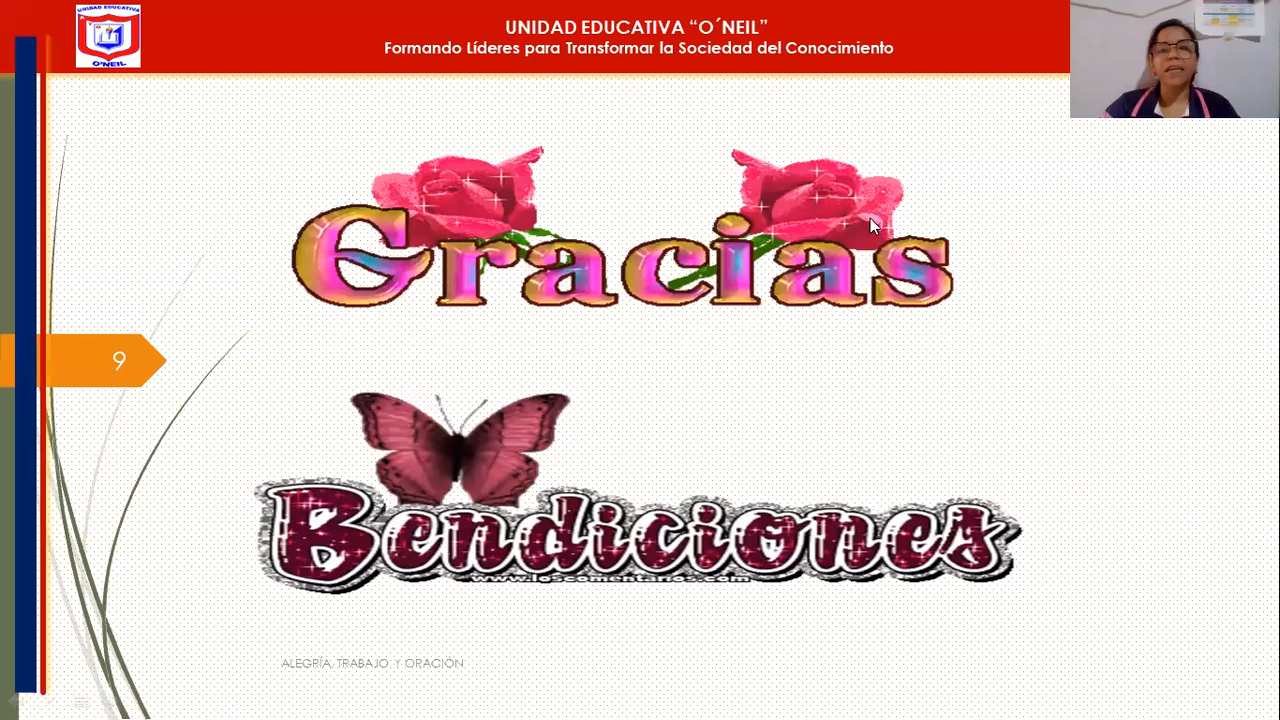 UNIDAD EDUCATIVA
O´NEIL
UNIDAD EDUCATIVA “O´NEIL”
Formando Líderes para Transformar la Sociedad del Conocimiento
Gracias
9
Bendiciones
www.loscomentarios.com
ALEGRÍA, TRABAJO Y ORACIÓN